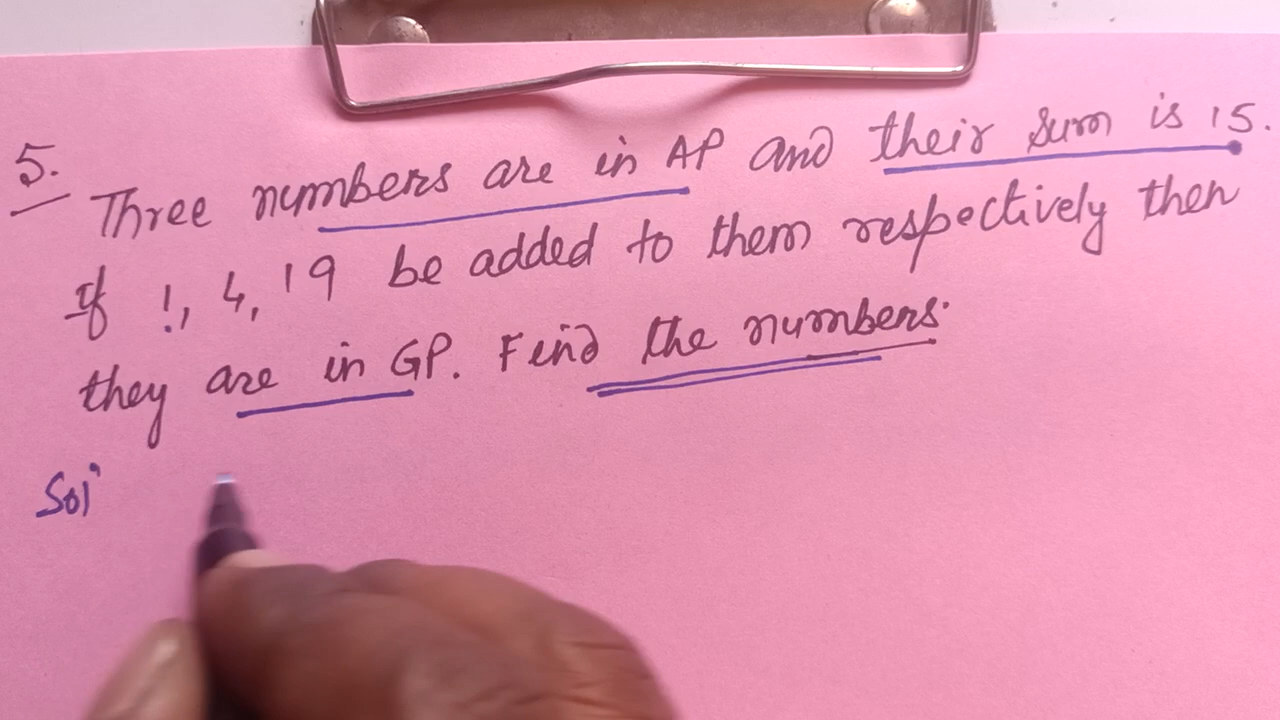 5. Three numbers are in AP and their sum is 15.
If 1, 4, 19 be added to them respectively then
they are in GP. Find the numbers.
Sol'